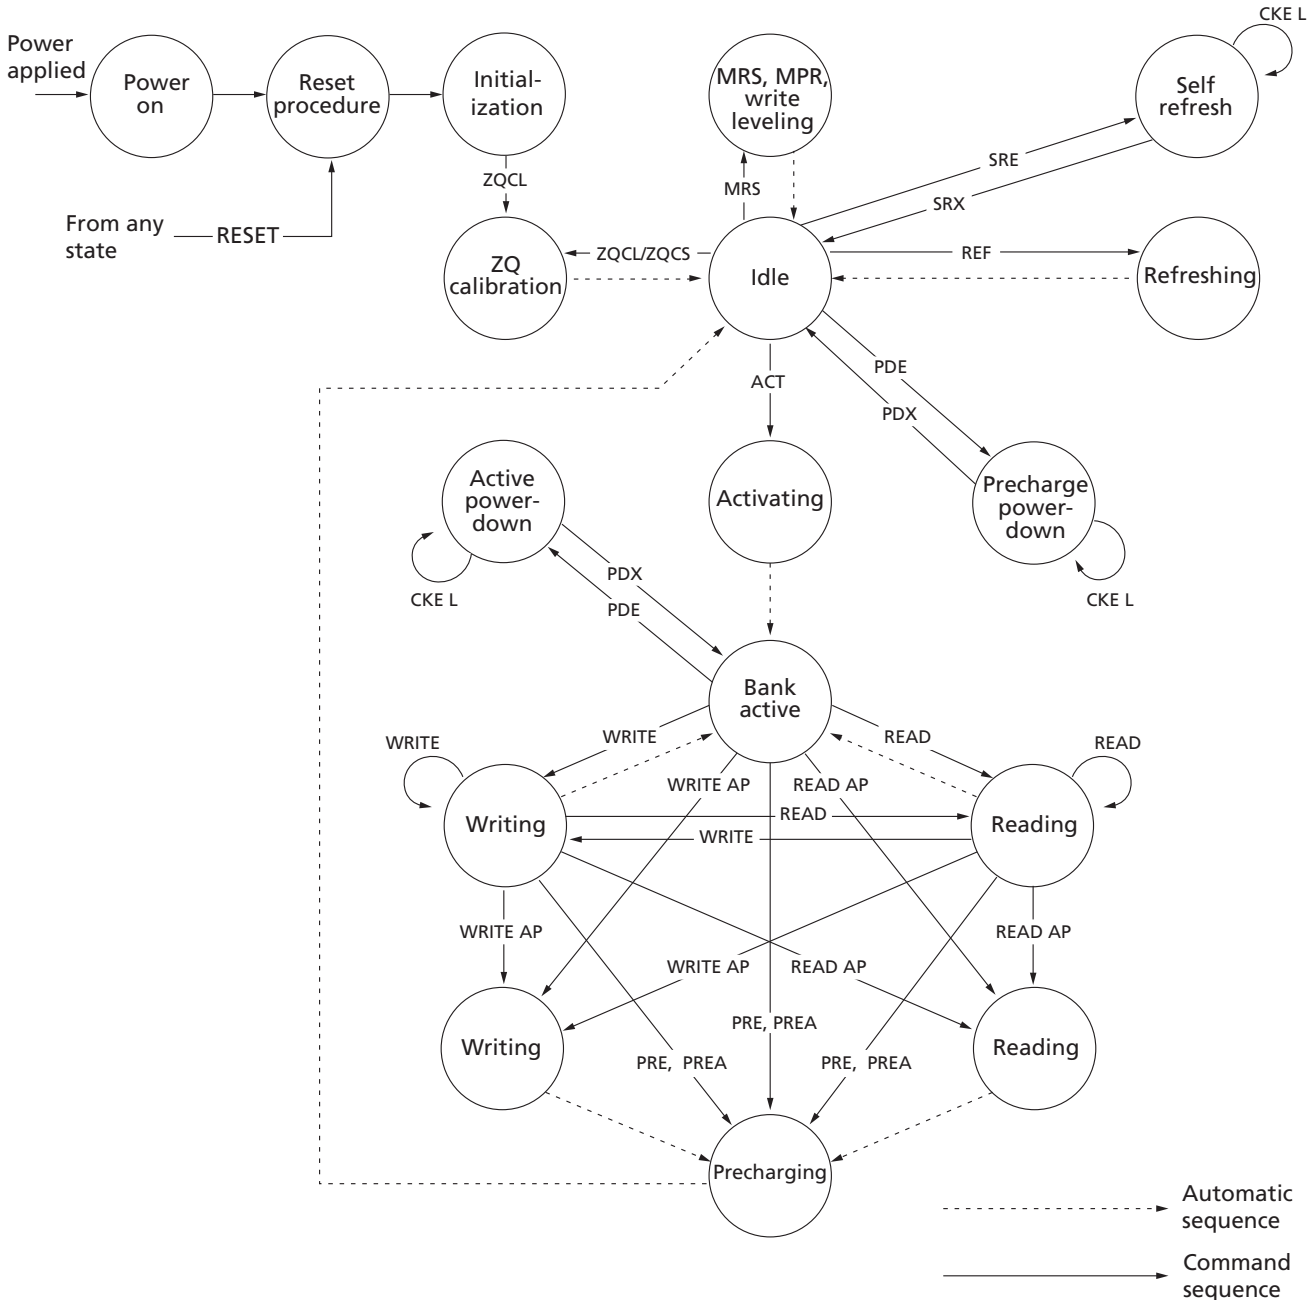 CKE L
Power
applied
Power
on
Reset
procedure
Initial-
ization
MRS, MPR,
write
leveling
Self
refresh
ZQCL
MRS
SRE
SRX
From any
state
RESET
ZQ
calibration
ZQCL/ZQCS
Idle
REF
Refreshing
PDE
PDX
ACT
Active
power-
down
Activating
Precharge
power-
down
CKE L
PDX
PDE
CKE L
Bank
active
WRITE
WRITE
READ
READ
WRITE AP
READ AP
Writing
READ
WRITE
Reading
WRITE AP
READ AP
WRITE AP
READ AP
PRE, PREA
Writing
PRE, PREA
PRE, PREA
Reading
Precharging
Automatic
sequence
Command
sequence